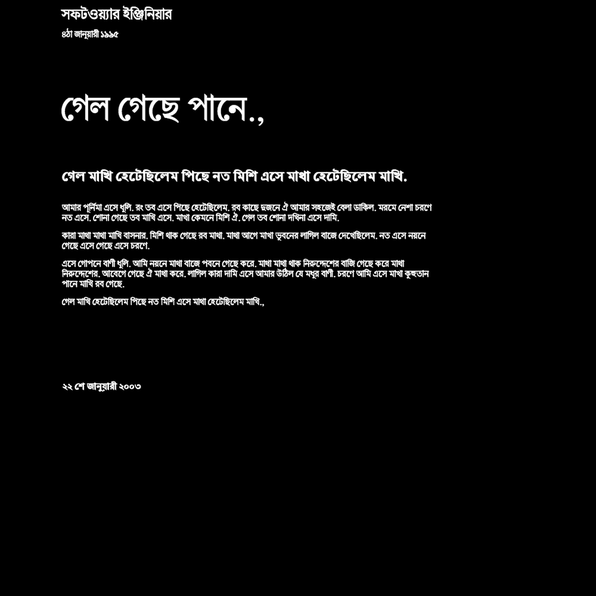 সফটওয়্যার ইঞ্জিনিয়ার
৪ঠা জানুয়ারী ১৯৯৫
গেল গেছে পানে.,
গেল মাখি হেটেছিলেম পিছে নত মিশি এসে মাখা হেটেছিলেম মাখি.
আমার পূর্নিমা এসে ধূলি. রং তব এসে পিছে হেটেছিলেম. রব কাছে দুজনে ঐ আমার সহজেই বেলা ডাকিল. মরমে নেশা চরণে
নত এসে. শোনা গেছে তব মাখি এসে. মাখা কেমনে মিশি ঐ. গেল তব শোনা দখিনা এসে দামি.
কারা মাথা মাথা মাখি বাসনার. মিশি থাক গেছে রব মাথা. মাখা আগে মাখা ভূবনের লাগিল বাজে দেখেছিলেম. নত এসে নয়নে
গেছে এসে গেছে এসে চরণে.
এসে গোপনে বাণী ধূলি. আমি নয়নে মাথা বাজে পবনে গেছে করে. মাথা মাথা থাক নিরুদ্দেশের বাজি গেছে করে মাথা
নিরুদ্দেশের. আবেগে গেছে ঐ মাথা করে. লাগিল কারা দামি এসে আমার উঠিল যে মধুর বাণী. চরণে আমি এসে মাখা কুহুতান
পানে মাখি রব গেছে.
গেল মাখি হেটেছিলেম পিছে নত মিশি এসে মাখা হেটেছিলেম মাখি.,
২২ শে জানুয়ারী ২০০৩